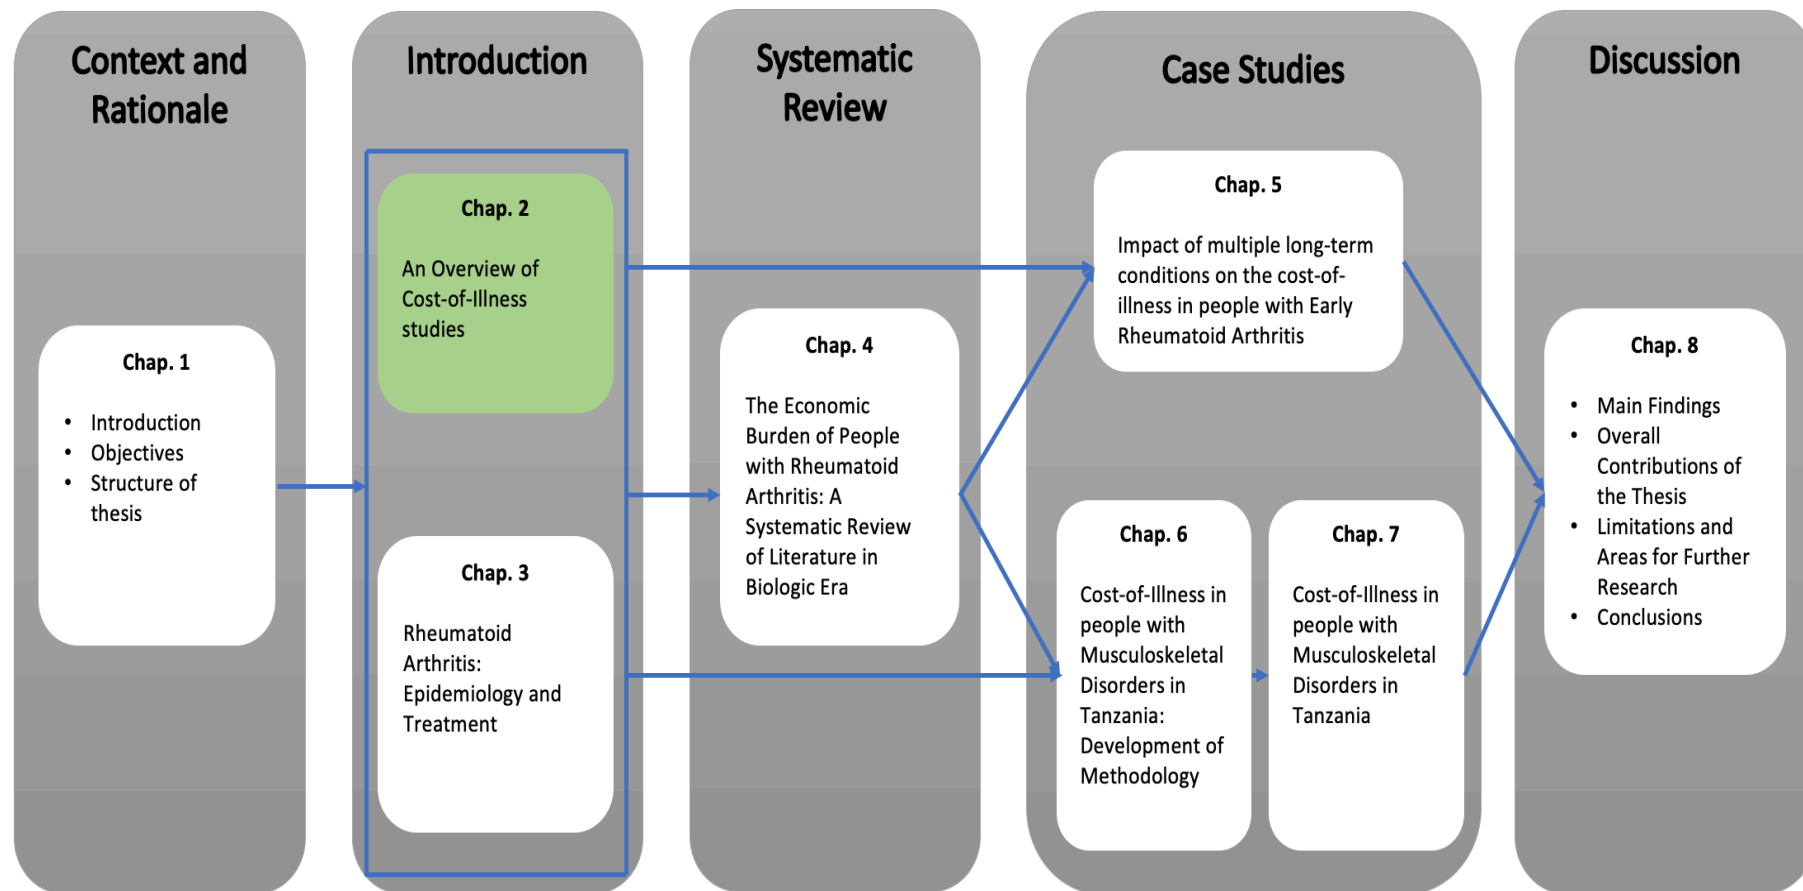 Context and
Rationale
Chap. 1
• Introduction
• Objectives
• Structure of
thesis
Introduction
Chap. 2
An Overview of
Cost-of-Illness
studies
Chap. 3
Rheumatoid
Arthritis:
Epidemiology and
Treatment
Systematic
Review
Chap. 4
The Economic
Burden of People
with Rheumatoid
Arthritis: A
Systematic Review
of Literature in
Biologic Era
Case Studies
Chap. 5
Impact of multiple long-term
conditions on the cost-of-
illness in people with Early
Rheumatoid Arthritis
Chap. 6
Cost-of-Illness in
people with
Musculoskeletal
Disorders in
Tanzania:
Development of
Methodology
Chap. 7
Cost-of-Illness in
people with
Musculoskeletal
Disorders in
Tanzania
Discussion
Chap. 8
• Main Findings
• Overall
Contributions of
the Thesis
• Limitations and
Areas for Further
Research
• Conclusions